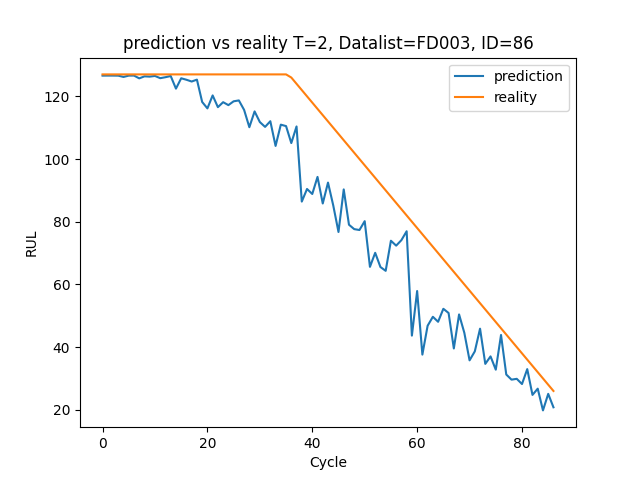 prediction vs reality T=2, Datalist=FD003, ID=86
prediction
reality
RUL
120
100
80
60
40
20
0
20
40
60
80
Cycle